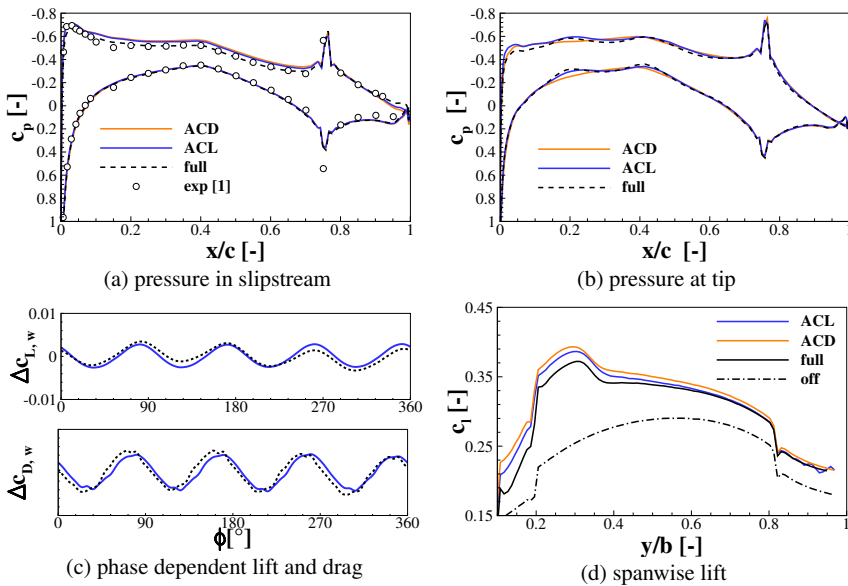 -0.8
-0.6
-0.4
-0.2
0
0.2
0.4
0.6
0.8
1
c_p [-]
ACD
ACL
full
exp [1]
0 0.2 0.4 0.6 0.8 1
x/c [-]
(a) pressure in slipstream
-0.8
-0.6
-0.4
-0.2
0
0.2
0.4
0.6
0.8
1
c_p [-]
ACD
ACL
full
0 0.2 0.4 0.6 0.8 1
x/c [-]
(b) pressure at tip
0.01
0
-0.01
Δc_L, w
0 90 180 270 360
Δc_D, w
0 90 180 270 360
ϕ[°]
(c) phase dependent lift and drag
0.45
0.35
0.25
0.15
c_l [-]
ACL
ACD
full
off
0.2 0.4 0.6 0.8 1
y/b [-]
(d) spanwise lift